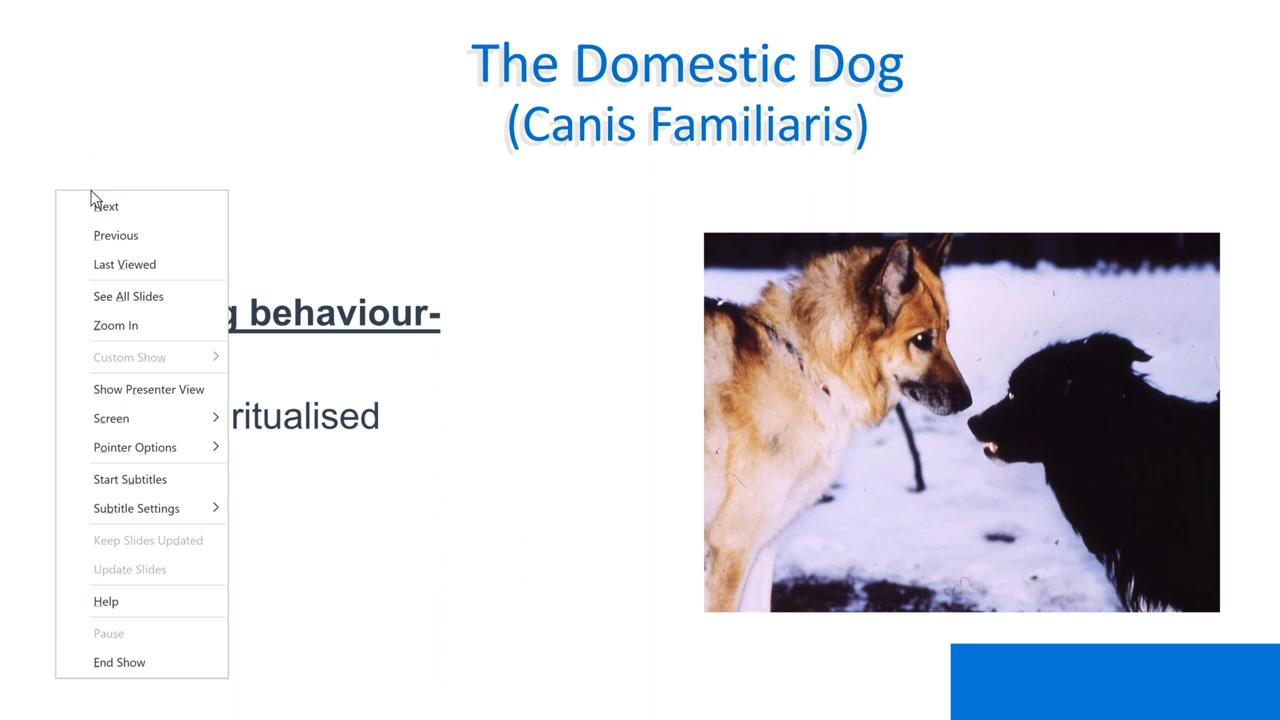 The Domestic Dog
(Canis Familiaris)
Next
Previous
Last Viewed
See All Slides
Zoom In
Custom Show
Show Presenter View
Screen
Pointer Options
Start Subtitles
Subtitle Settings
Keep Slides Updated
Update Slides
Help
Pause
End Show
behaviour-
ritualised